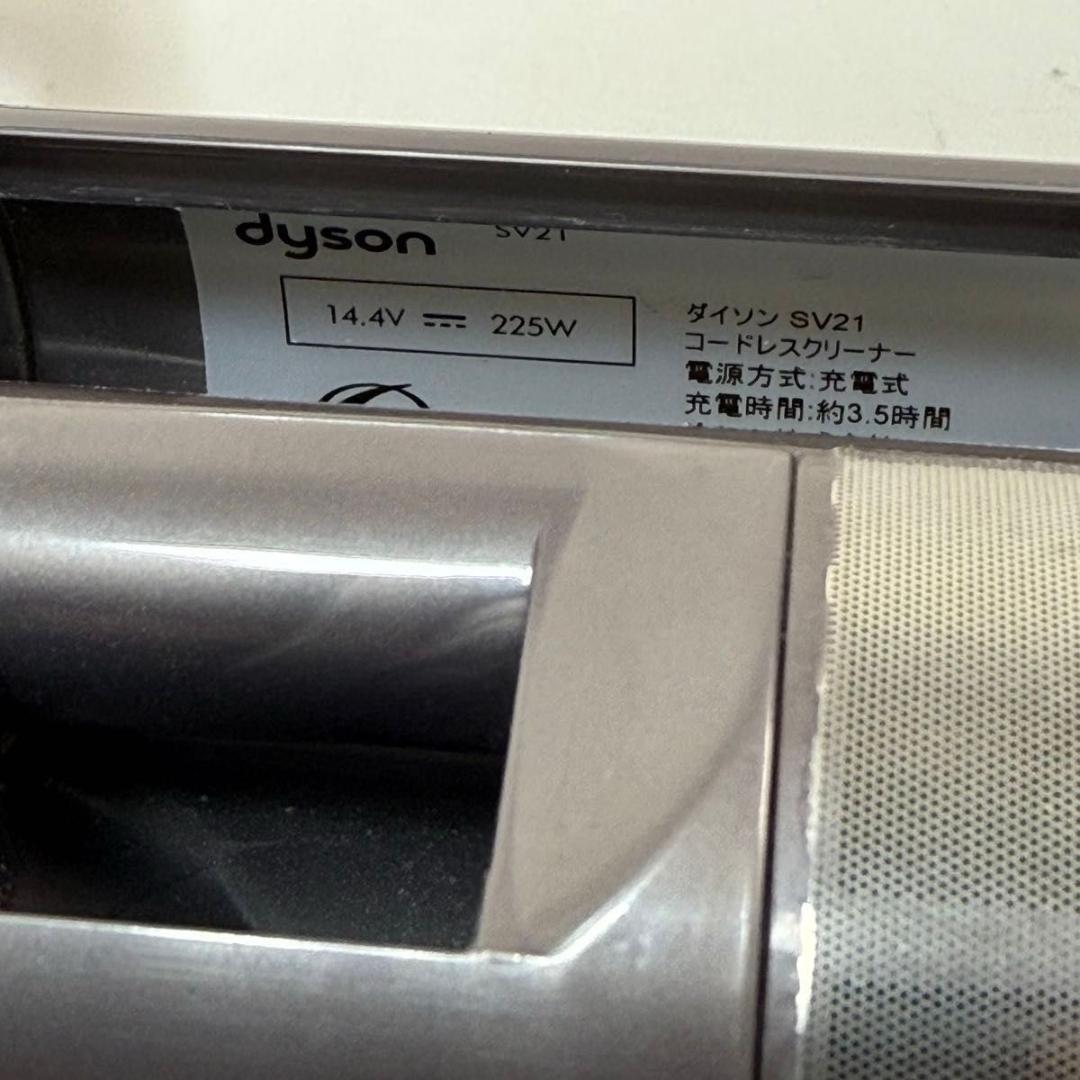 dyson SV21
14.4V ⎓ 225W
ダイソン SV21
コードレスクリーナー
電源方式:充電式
充電時間:約3.5時間